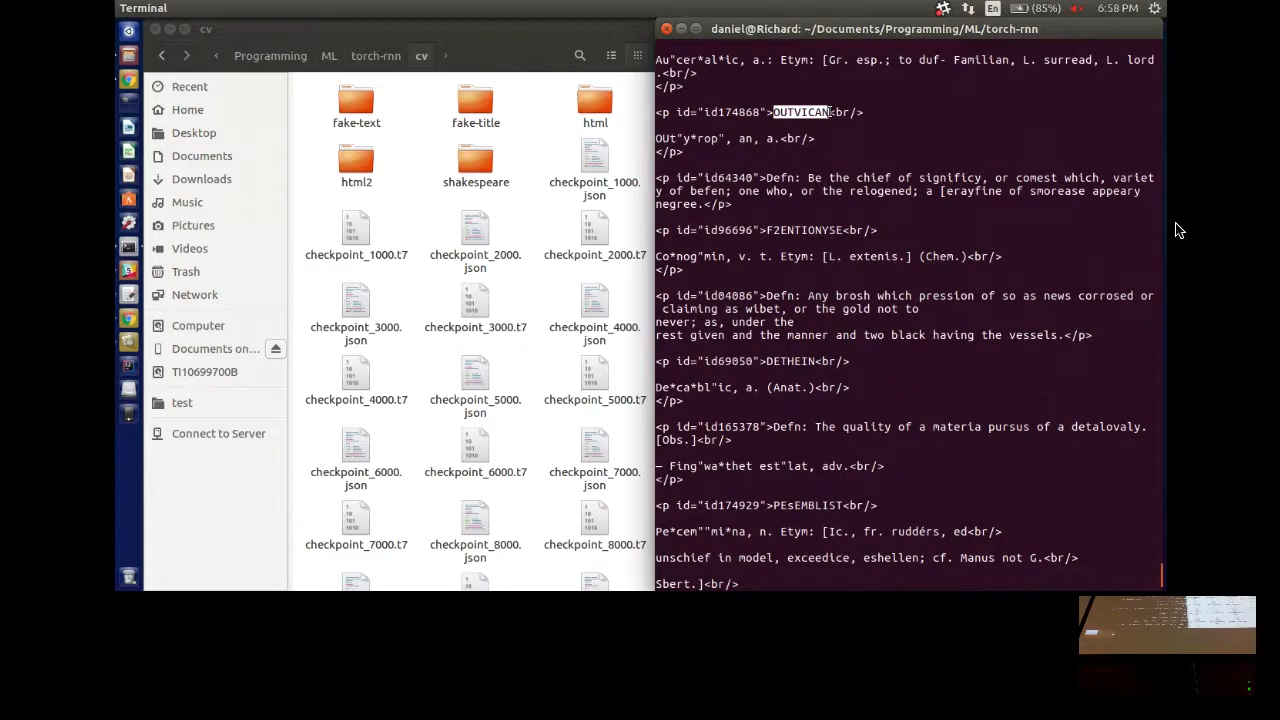 Terminal
En
(85%)
6:58 PM
cv
Programming
ML
torch-rnn
cv
Recent
Home
Desktop
Documents
Downloads
Music
Pictures
Videos
Trash
Network
Computer
Documents on…
TI10699700B
test
Connect to Server
fake-text
fake-title
html
html2
shakespeare
checkpoint_1000.
json
checkpoint_1000.t7
checkpoint_2000.
json
checkpoint_2000.t7
checkpoint_3000.
json
checkpoint_3000.t7
checkpoint_4000.
json
checkpoint_4000.t7
checkpoint_5000.
json
checkpoint_5000.t7
checkpoint_6000.
json
checkpoint_6000.t7
checkpoint_7000.
json
checkpoint_7000.t7
checkpoint_8000.
json
checkpoint_8000.t7
daniel@Richard: ~/Documents/Programming/ML/torch-rnn
Au"cer*al*ic, a.: Etym: [Gr. esp.; to duf- Familian, L. surread, L. lord
.<br/>
</p>
<p id="id174868">OUTVICAN<br/>
OUt"y*rop", an, a.<br/>
</p>
<p id="id64340">Defn: Be the chief of significy, or comest which, variet
y of befen; one who, or the relogened; a [erayfine of smorease appeary
negree.</p>
<p id="id96696">F2ENTIONYSE<br/>
Co*nog"min, v. t. Etym: [L. extenls.] (Chem.)<br/>
</p>
<p id="id04086">Defn: Any brosh which pression of so as news corrosed or
claiming as wibet, or the gold not to
never; as, under the
rest given and the manner and two black having the vessels.</p>
<p id="id69050">DETHEIN<br/>
De*ca*bl"ic, a. (Anat.)<br/>
</p>
<p id="id165378">Defn: The quality of a materia pursus of a detalovaly.
[Obs.]<br/>
— Fing"wa*thet est"lat, adv.<br/>
</p>
<p id="id174929">PEsEMBLIST<br/>
Pe*cem""mi*na, n. Etym: [Ic., fr. ruddérs, ed<br/>
unschief in model, exceedice, eshellen; cf. Manus not G.<br/>
Sbert.]<br/>